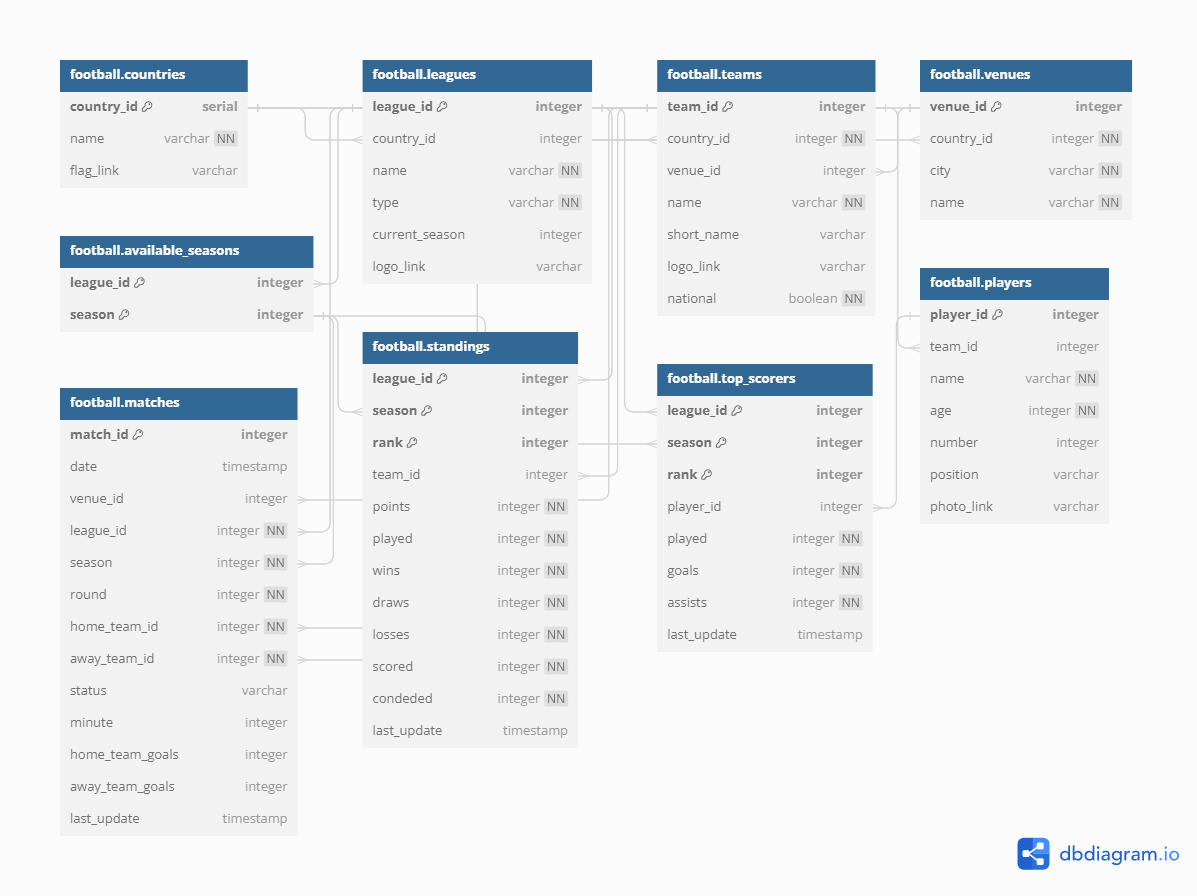 football.countries
country_id serial
name varchar NN
flag_link varchar
football.available_seasons
league_id integer
season integer
football.matches
match_id integer
date timestamp
venue_id integer
league_id integer NN
season integer NN
round integer NN
home_team_id integer NN
away_team_id integer NN
status varchar
minute integer
home_team_goals integer
away_team_goals integer
last_update timestamp
football.leagues
league_id integer
country_id integer
name varchar NN
type varchar NN
current_season integer
logo_link varchar
football.standings
league_id integer
season integer
rank integer
team_id integer
points integer NN
played integer NN
wins integer NN
draws integer NN
losses integer NN
scored integer NN
condeded integer NN
last_update timestamp
football.teams
team_id integer
country_id integer NN
venue_id integer
name varchar NN
short_name varchar
logo_link varchar
national boolean NN
football.top_scorers
league_id integer
season integer
rank integer
player_id integer
played integer NN
goals integer NN
assists integer NN
last_update timestamp
football.venues
venue_id integer
country_id integer NN
city varchar NN
name varchar NN
football.players
player_id integer
team_id integer
name varchar NN
age integer NN
number integer
position varchar
photo_link varchar
dbdiagram.io